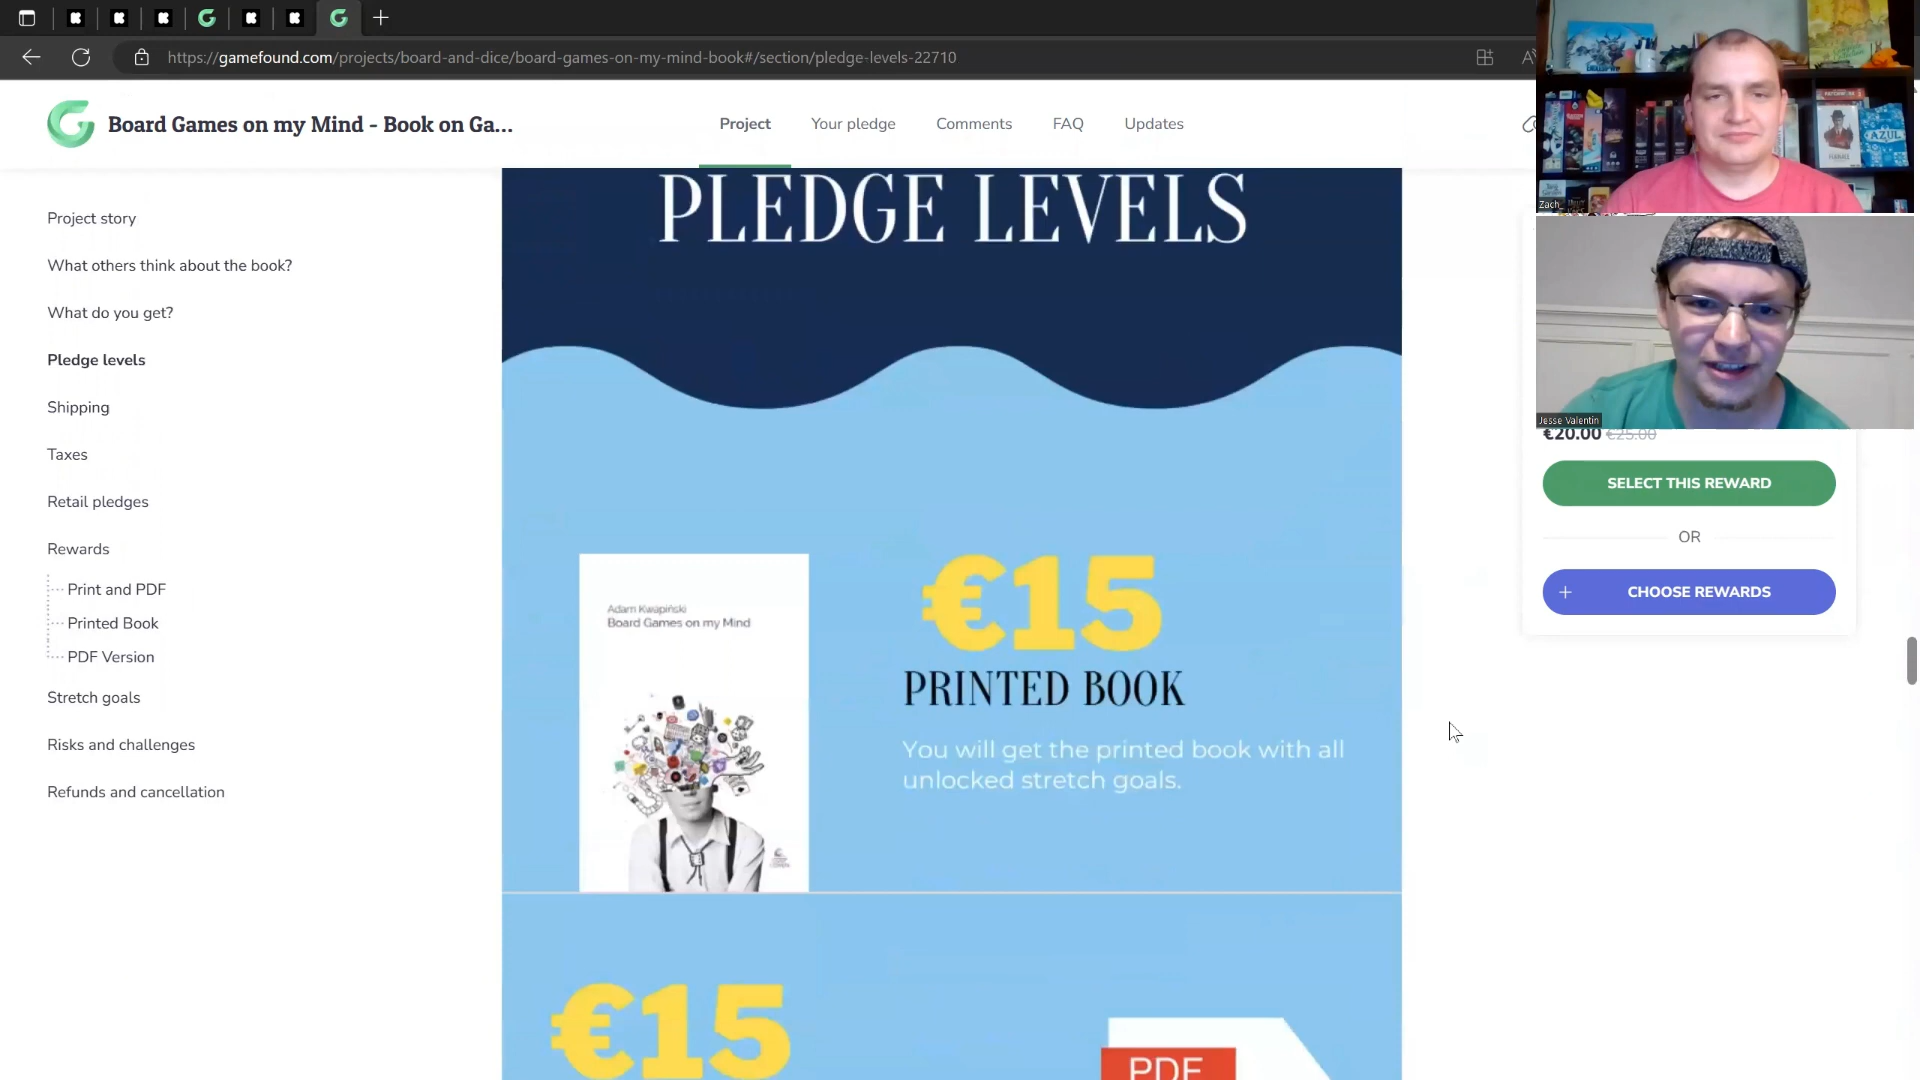 https://gamefound.com/projects/board-and-dice/board-games-on-my-mind-book#/section/pledge-levels-22710
Board Games on my Mind - Book on Ga...
Project
Your pledge
Comments
FAQ
Updates
Project story
What others think about the book?
What do you get?
Pledge levels
Shipping
Taxes
Retail pledges
Rewards
Print and PDF
Printed Book
PDF Version
Stretch goals
Risks and challenges
Refunds and cancellation
PLEDGE LEVELS
Adam Kwapiński
Board Games on my Mind
€15
PRINTED BOOK
You will get the printed book with all
unlocked stretch goals.
€15
PDF
Zach_
AZUL
Jesse Valentin
€20.00 €25.00
SELECT THIS REWARD
OR
+ CHOOSE REWARDS